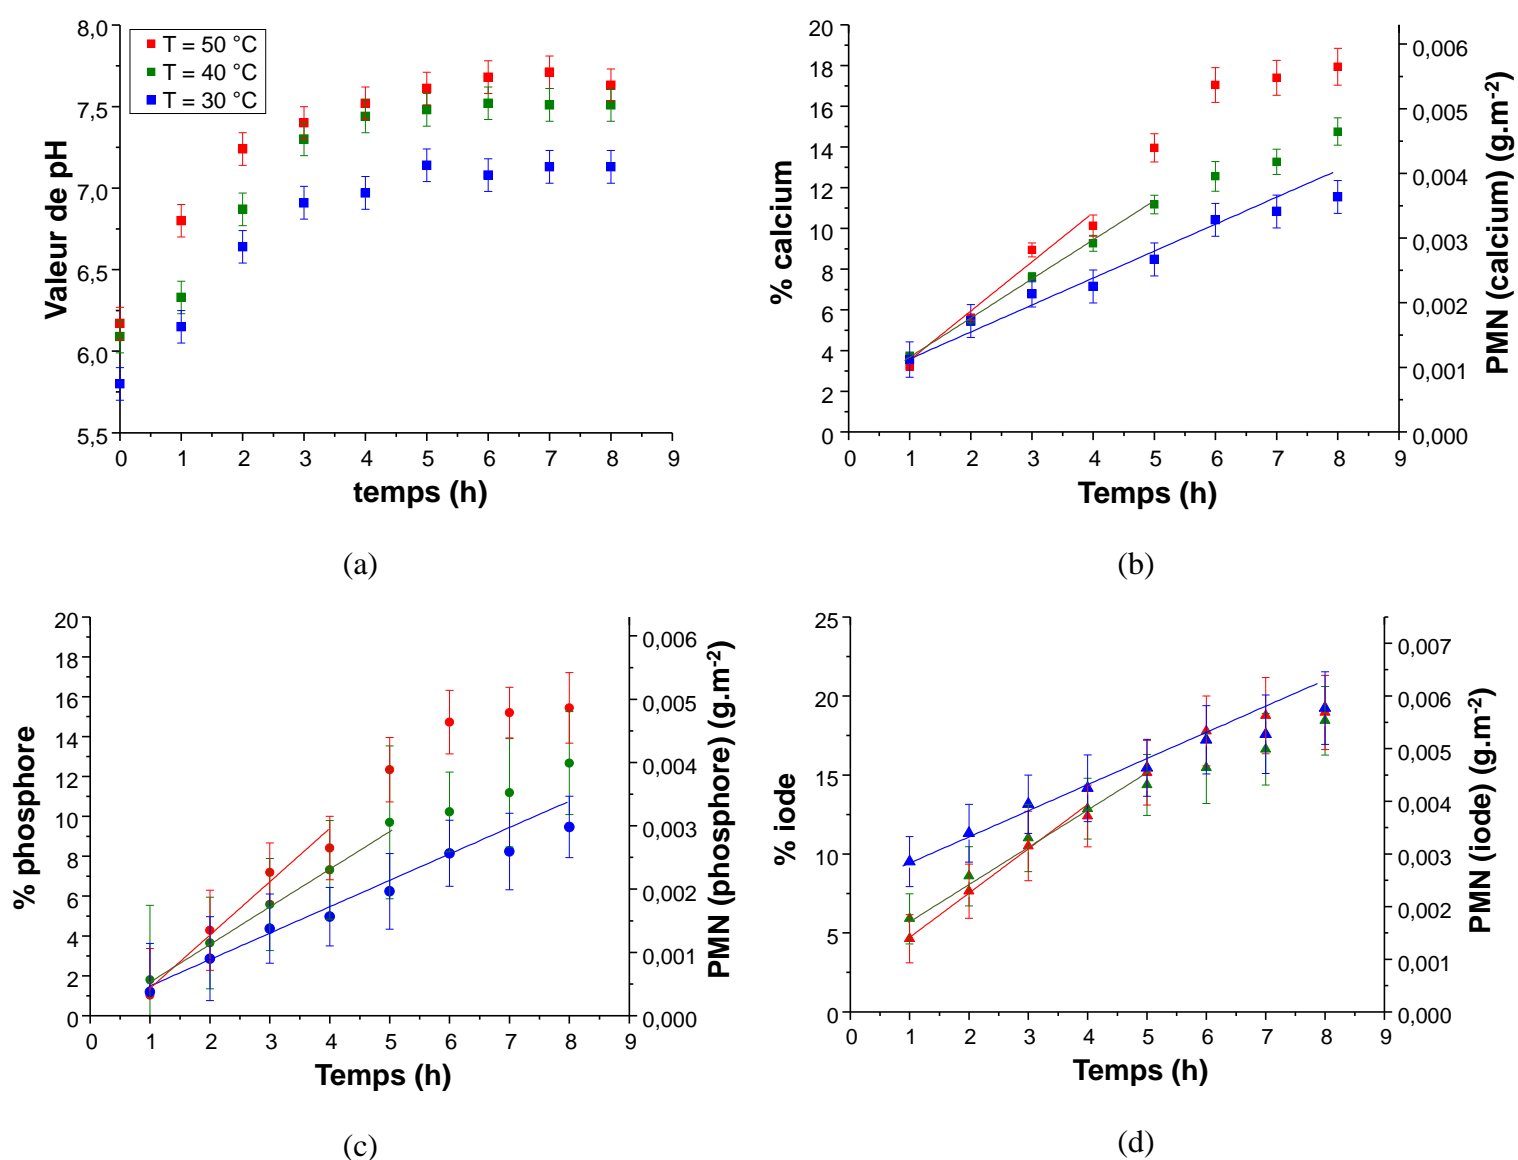 8,0
7,5
7,0
6,5
6,0
5,5
Valeur de pH
T = 50 °C
T = 40 °C
T = 30 °C
0 1 2 3 4 5 6 7 8 9
temps (h)
(a)
20
18
16
14
12
10
8
6
4
2
0
% calcium
0,006
0,005
0,004
0,003
0,002
0,001
0,000
PMN (calcium) (g.m⁻²)
0 1 2 3 4 5 6 7 8 9
Temps (h)
(b)
20
18
16
14
12
10
8
6
4
2
0
% phosphore
0,006
0,005
0,004
0,003
0,002
0,001
0,000
PMN (phosphore) (g.m⁻²)
0 1 2 3 4 5 6 7 8 9
Temps (h)
(c)
25
20
15
10
5
0
% iode
0,007
0,006
0,005
0,004
0,003
0,002
0,001
0,000
PMN (iode) (g.m⁻²)
0 1 2 3 4 5 6 7 8 9
Temps (h)
(d)